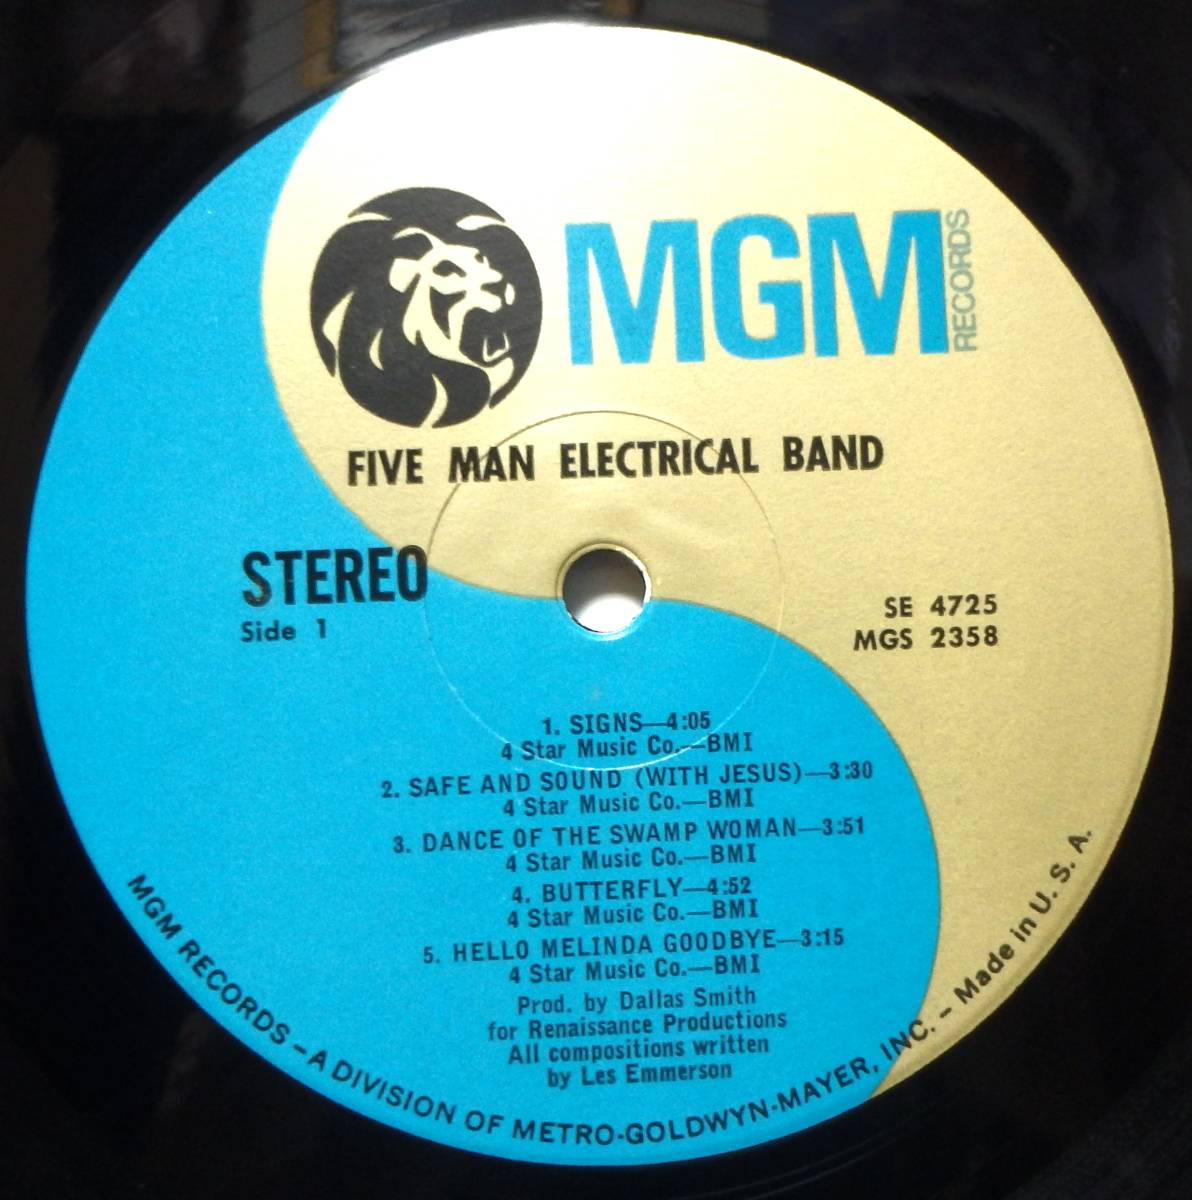 MGM
RECORDS
FIVE MAN ELECTRICAL BAND
STEREO
Side 1
SE 4725
MGS 2358
1. SIGNS—4:05
4 Star Music Co.—BMI
2. SAFE AND SOUND (WITH JESUS)—3:30
4 Star Music Co.—BMI
3. DANCE OF THE SWAMP WOMAN—3:51
4 Star Music Co.—BMI
4. BUTTERFLY—4:52
4 Star Music Co.—BMI
5. HELLO MELINDA GOODBYE—3:15
4 Star Music Co.—BMI
Prod. by Dallas Smith
for Renaissance Productions
All compositions written
by Les Emmerson
MGM RECORDS – A DIVISION OF METRO-GOLDWYN-MAYER, INC. – Made in U. S. A.